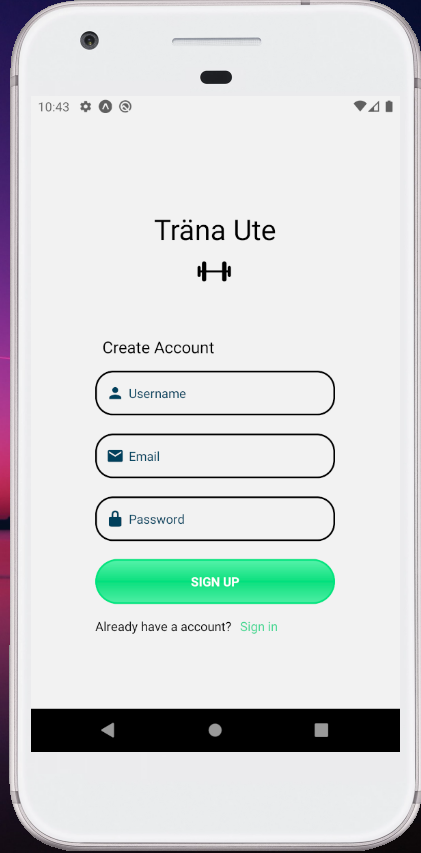 10:43
Träna Ute
Create Account
Username
Email
Password
SIGN UP
Already have a account? Sign in